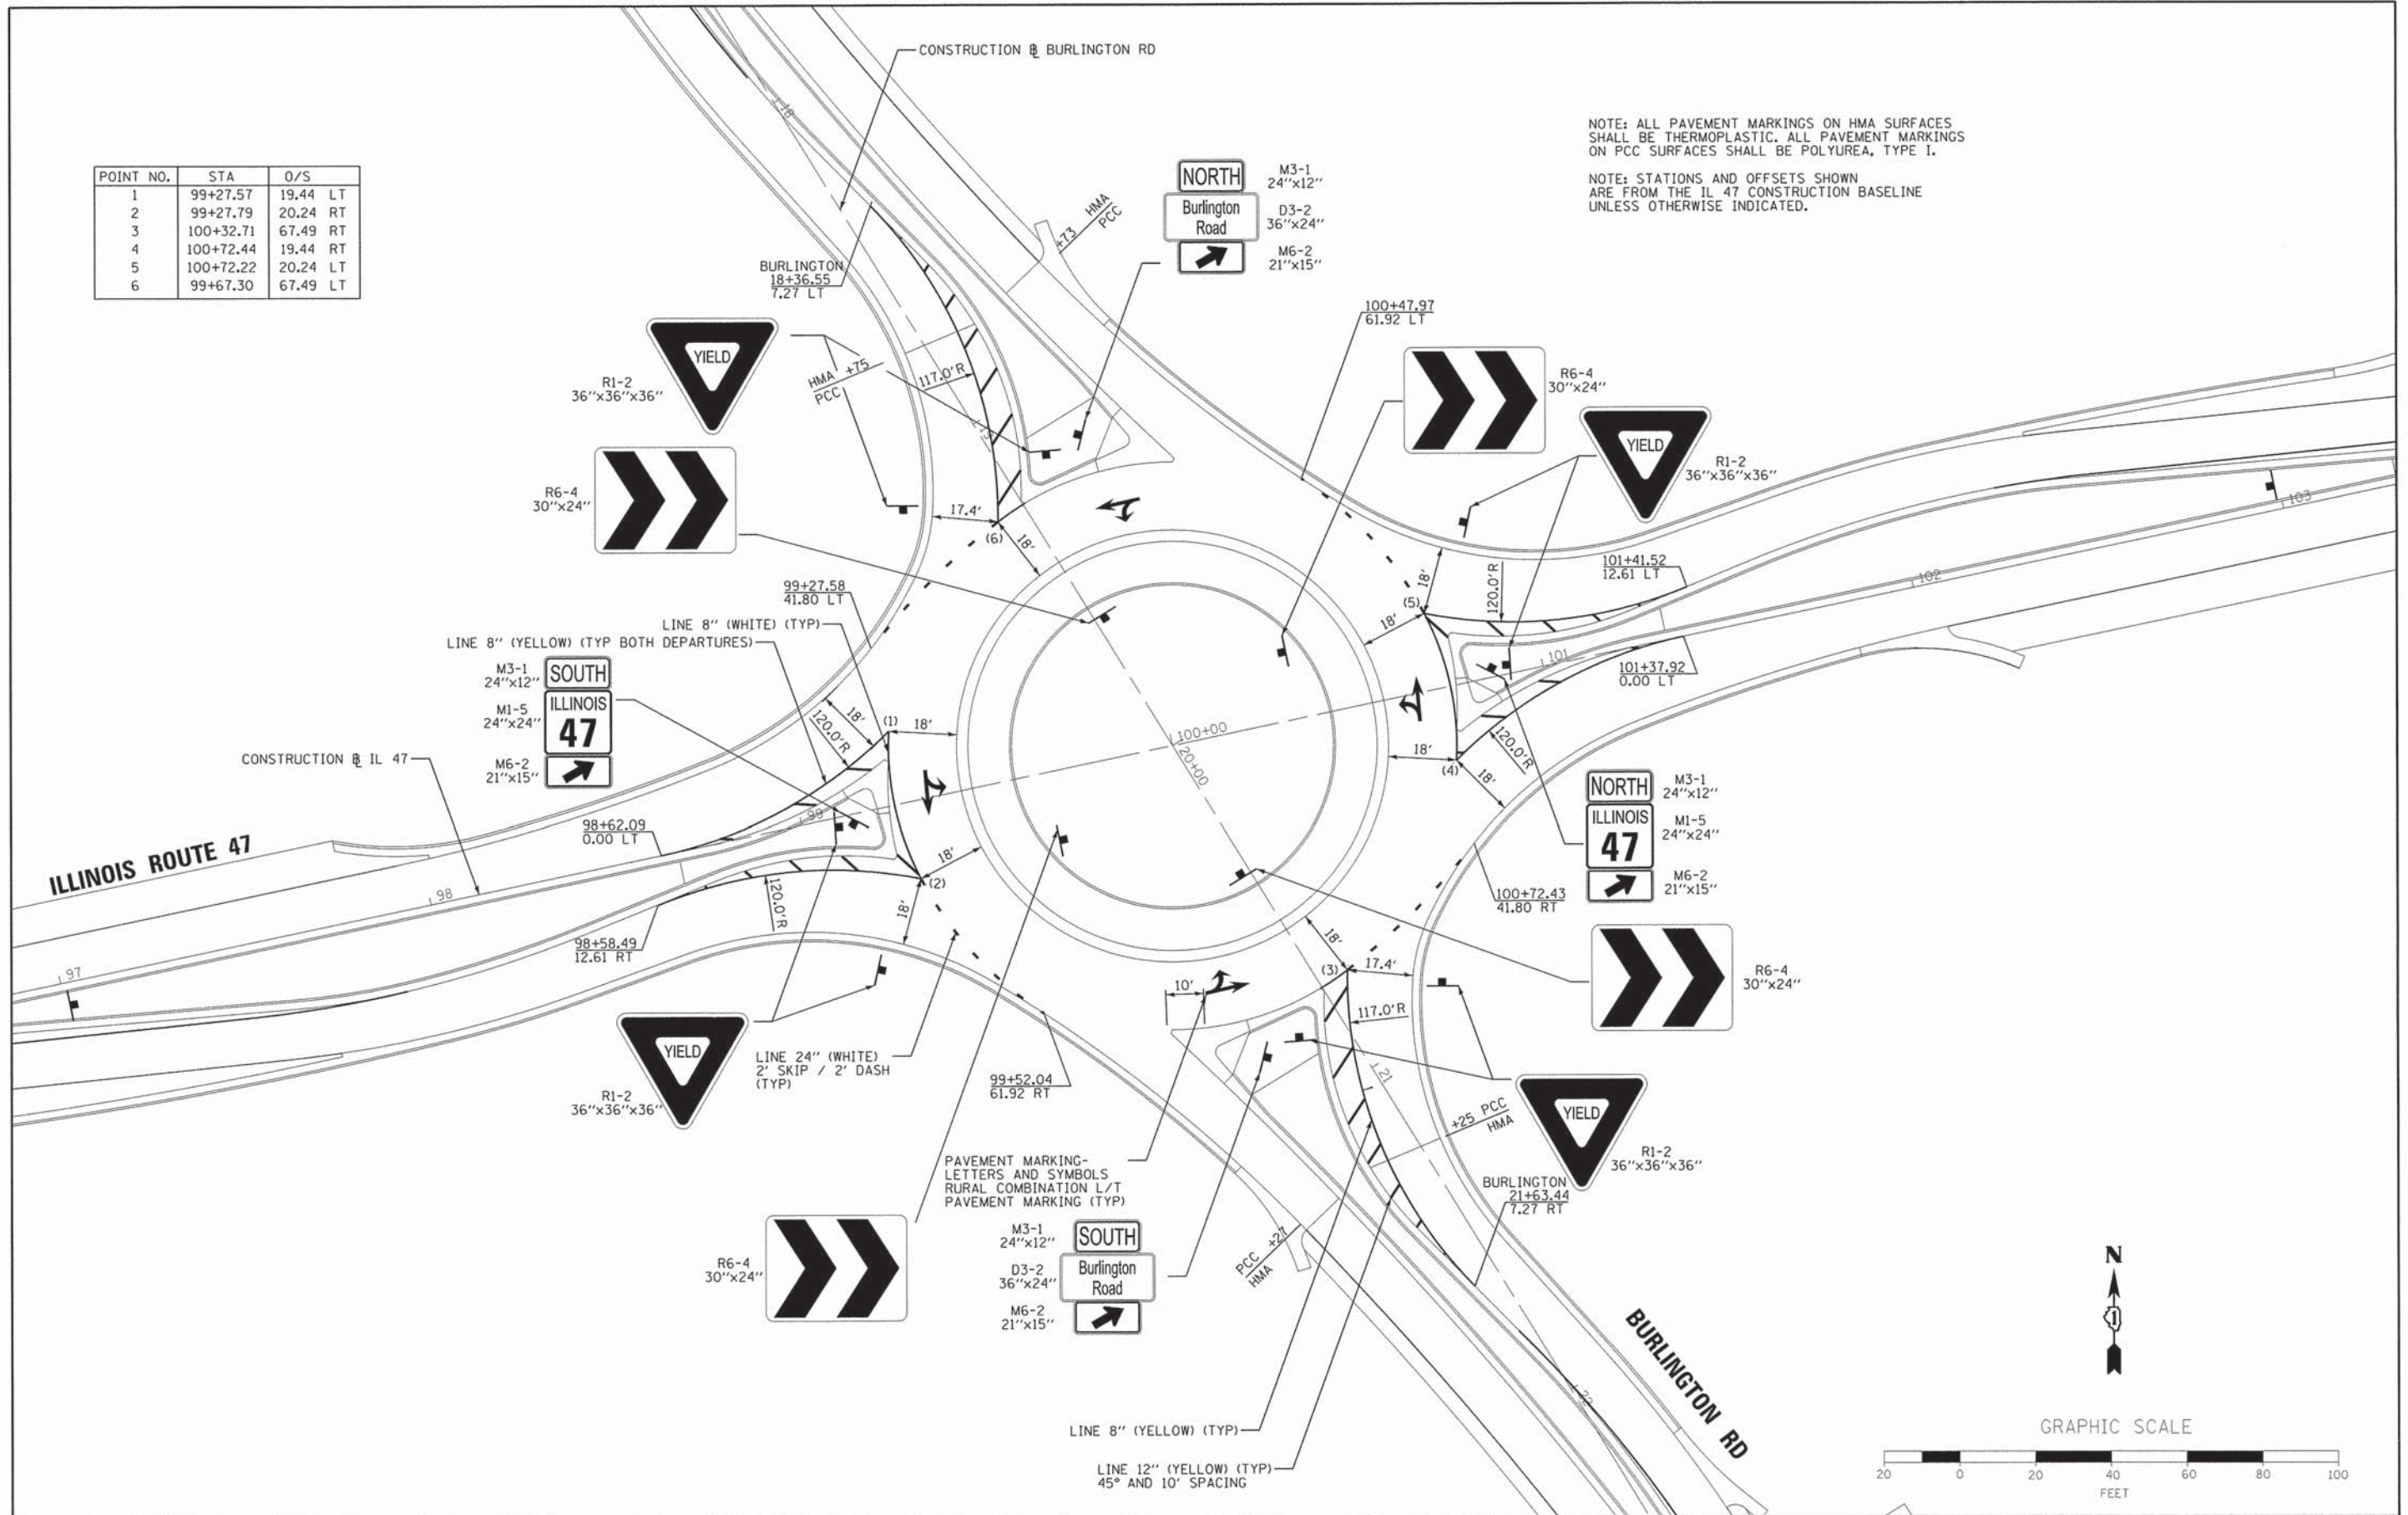 CONSTRUCTION ℄ BURLINGTON RD
NOTE: ALL PAVEMENT MARKINGS ON HMA SURFACES
SHALL BE THERMOPLASTIC. ALL PAVEMENT MARKINGS
ON PCC SURFACES SHALL BE POLYUREA, TYPE I.
NOTE: STATIONS AND OFFSETS SHOWN
ARE FROM THE IL 47 CONSTRUCTION BASELINE
UNLESS OTHERWISE INDICATED.
POINT NO. STA O/S
1 99+27.57 19.44 LT
2 99+27.79 20.24 RT
3 100+32.71 67.49 RT
4 100+72.44 19.44 RT
5 100+72.22 20.24 LT
6 99+67.30 67.49 LT
18
NORTH
M3-1
24"x12"
Burlington
Road
D3-2
36"x24"
M6-2
21"x15"
+73 HMA
PCC
BURLINGTON
18+36.55
7.27 LT
100+47.97
61.92 LT
YIELD
R1-2
36"x36"x36"
HMA +75
PCC
117.0'R
19
R6-4
30"x24"
YIELD
R1-2
36"x36"x36"
R6-4
30"x24"
17.4'
(6)
18'
103
101+41.52
12.61 LT
102
18'
120.0'R
(5)
18'
99+27.58
41.80 LT
LINE 8" (WHITE) (TYP)
LINE 8" (YELLOW) (TYP BOTH DEPARTURES)
101
101+37.92
0.00 LT
M3-1
24"x12"
SOUTH
M1-5
24"x24"
ILLINOIS
47
M6-2
21"x15"
18'
120.0'R
(1)
18'
100+00
20+00
18'
(4)
120.0'R
18'
CONSTRUCTION ℄ IL 47
NORTH
M3-1
24"x12"
ILLINOIS
47
M1-5
24"x24"
M6-2
21"x15"
ILLINOIS ROUTE 47
98+62.09
0.00 LT
99
98
97
18'
(2)
120.0'R
18'
98+58.49
12.61 RT
100+72.43
41.80 RT
18'
(3)
17.4'
10'
117.0'R
R6-4
30"x24"
YIELD
R1-2
36"x36"x36"
LINE 24" (WHITE)
2' SKIP / 2' DASH
(TYP)
99+52.04
61.92 RT
21
+25 PCC
HMA
YIELD
R1-2
36"x36"x36"
BURLINGTON
21+63.44
7.27 RT
PAVEMENT MARKING-
LETTERS AND SYMBOLS
RURAL COMBINATION L/T
PAVEMENT MARKING (TYP)
R6-4
30"x24"
M3-1
24"x12"
SOUTH
D3-2
36"x24"
Burlington
Road
M6-2
21"x15"
PCC +27
HMA
22
BURLINGTON RD
LINE 8" (YELLOW) (TYP)
LINE 12" (YELLOW) (TYP)
45° AND 10' SPACING
N
1
GRAPHIC SCALE
20 0 20 40 60 80 100
FEET